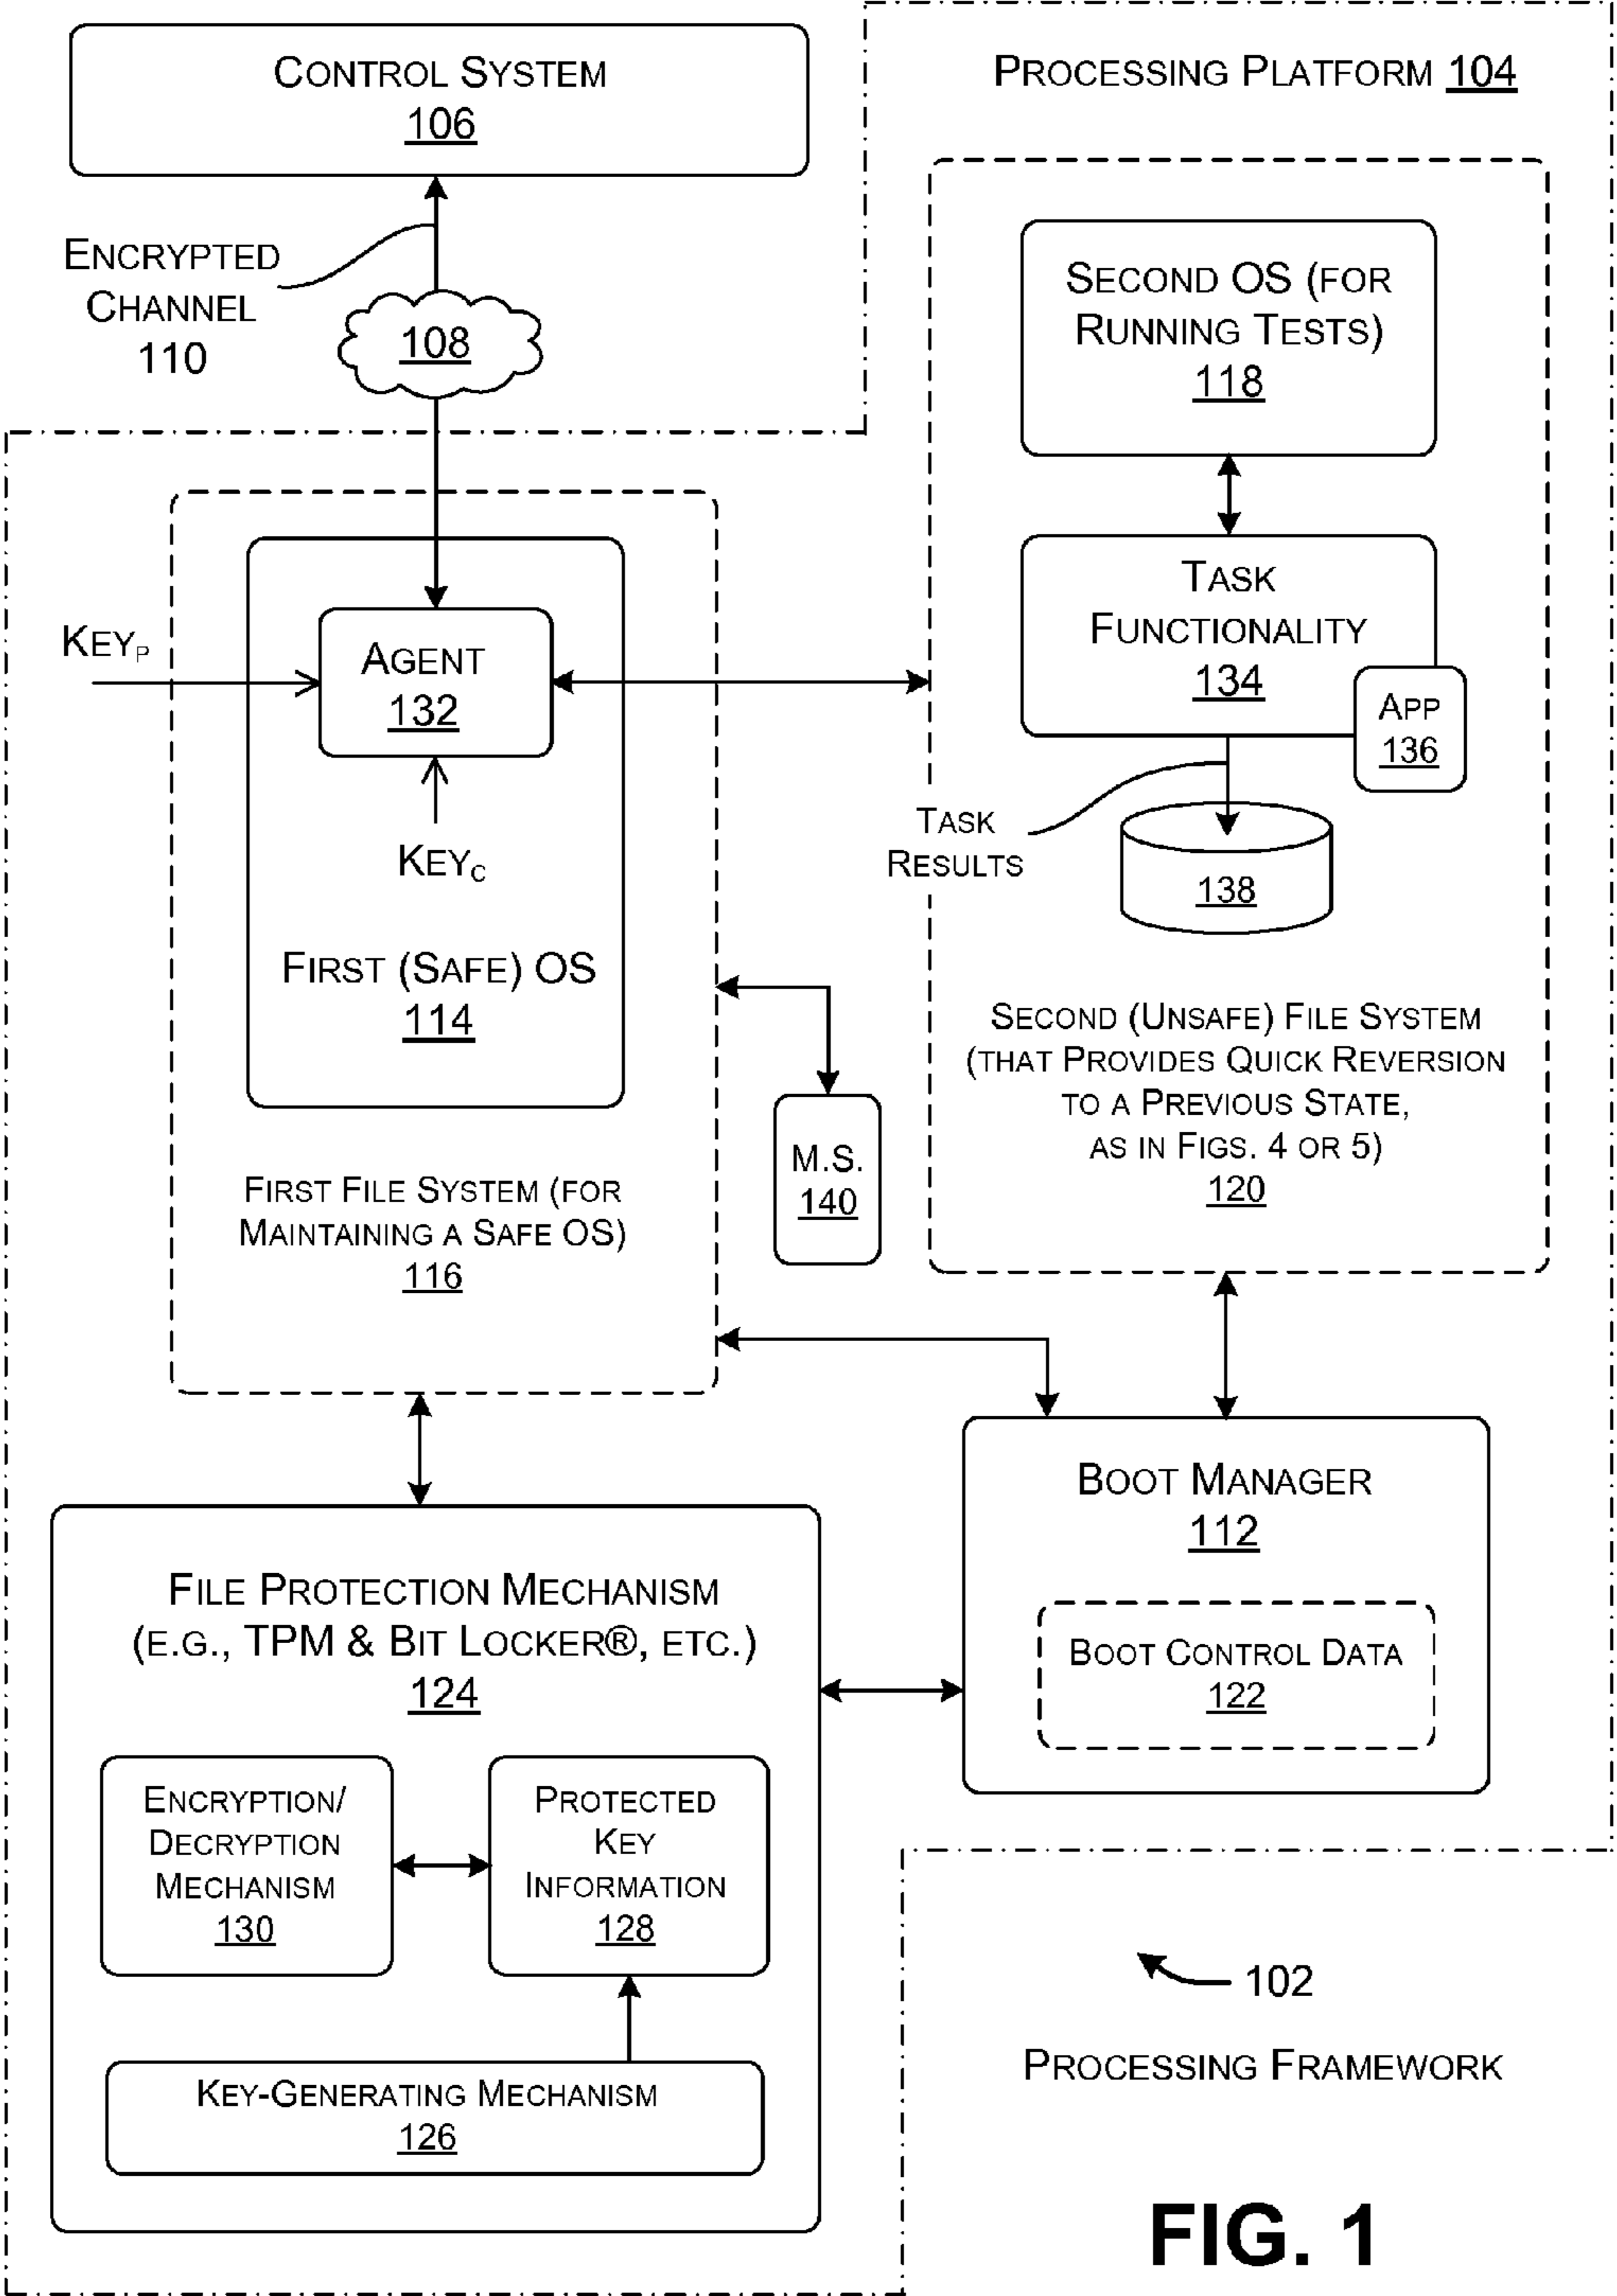 CONTROL SYSTEM
106
PROCESSING PLATFORM 104
ENCRYPTED
CHANNEL
110
108
SECOND OS (FOR
RUNNING TESTS)
118
TASK
FUNCTIONALITY
134
APP
136
TASK
RESULTS
138
SECOND (UNSAFE) FILE SYSTEM
(THAT PROVIDES QUICK REVERSION
TO A PREVIOUS STATE,
AS IN FIGS. 4 OR 5)
120
KEYP
AGENT
132
KEYC
FIRST (SAFE) OS
114
FIRST FILE SYSTEM (FOR
MAINTAINING A SAFE OS)
116
M.S.
140
BOOT MANAGER
112
BOOT CONTROL DATA
122
FILE PROTECTION MECHANISM
(E.G., TPM & BIT LOCKER®, ETC.)
124
ENCRYPTION/
DECRYPTION
MECHANISM
130
PROTECTED
KEY
INFORMATION
128
KEY-GENERATING MECHANISM
126
102
PROCESSING FRAMEWORK
FIG. 1